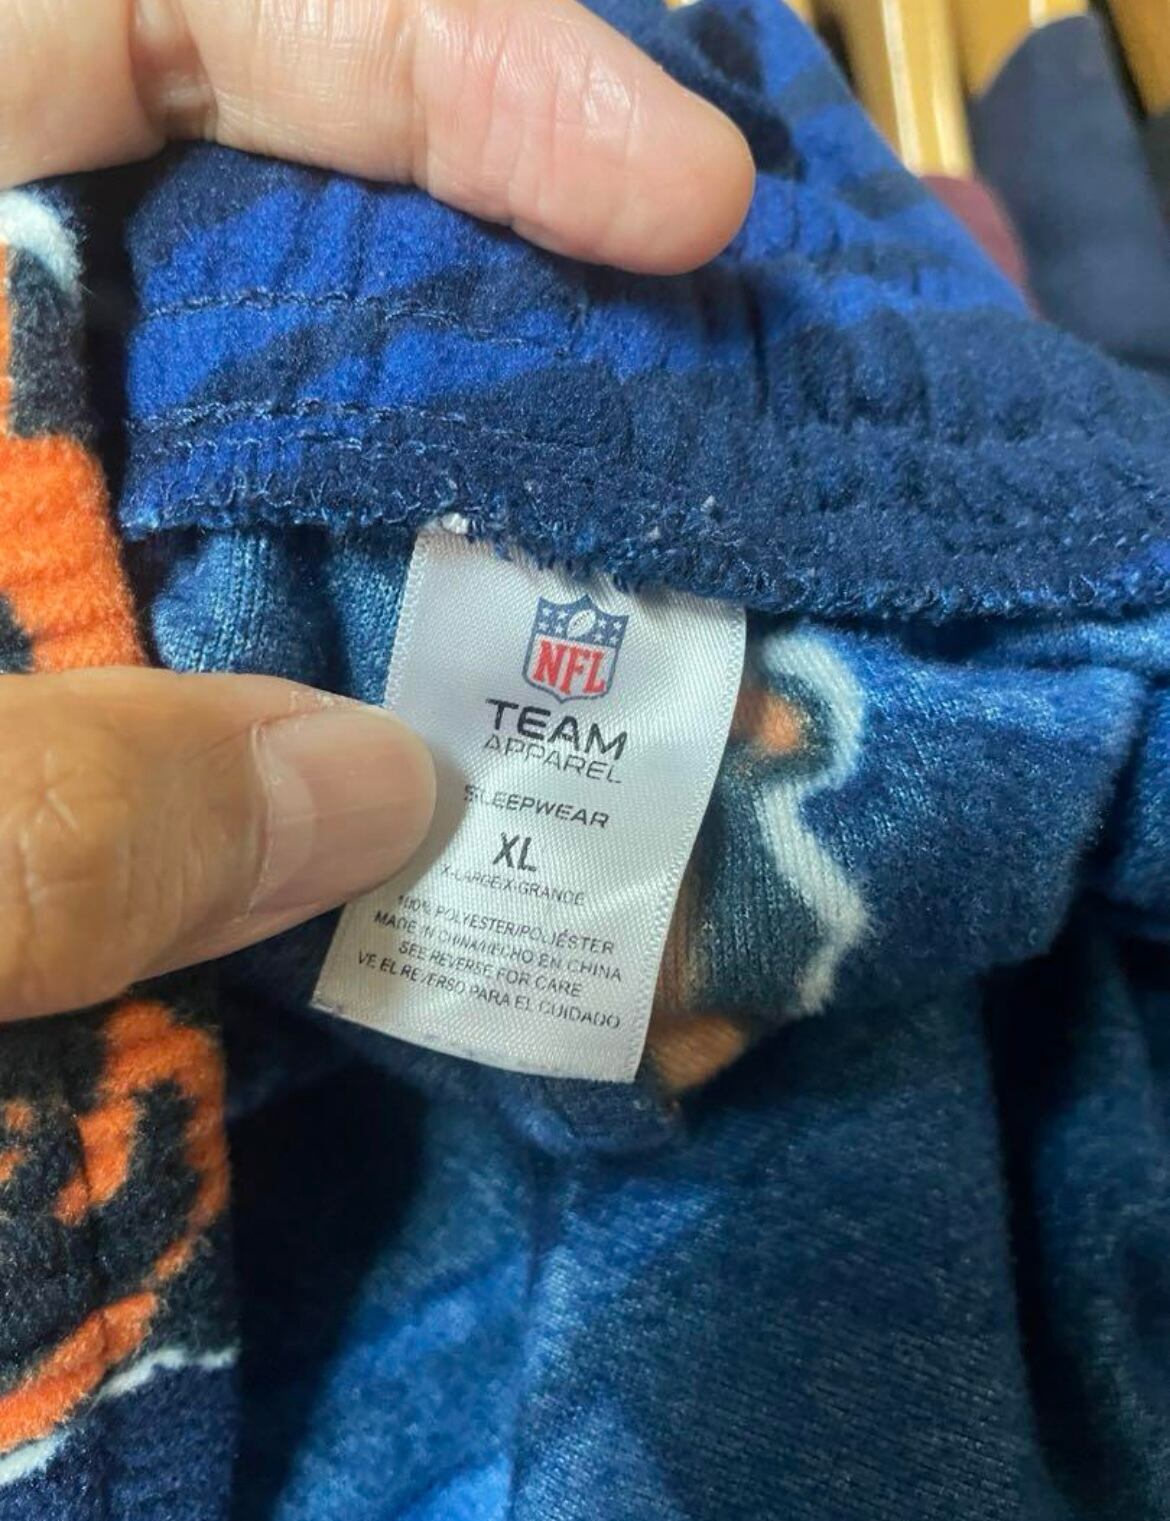 NFL
TEAM
APPAREL
SLEEPWEAR
XL
X-LARGE/X-GRANDE
100% POLYESTER/POLIÉSTER
MADE IN CHINA/HECHO EN CHINA
SEE REVERSE FOR CARE
VE EL REVERSO PARA EL CUIDADO